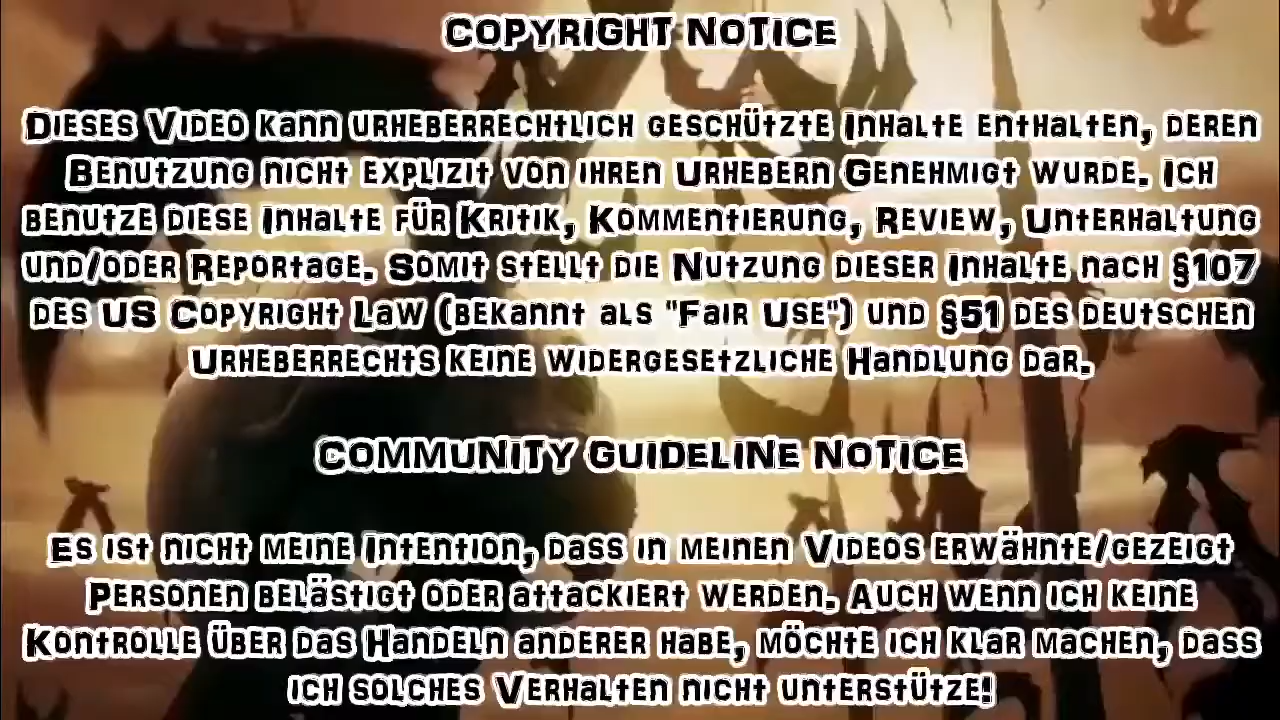 COPYRIGHT NOTICE
Dieses Video kann urheberrechtlich geschützte Inhalte enthalten, deren
Benutzung nicht explizit von ihren Urhebern Genehmigt wurde. Ich
benutze diese Inhalte für Kritik, Kommentierung, Review, Unterhaltung
und/oder Reportage. Somit stellt die Nutzung dieser Inhalte nach §107
des US Copyright Law (bekannt als "Fair Use") und §51 des deutschen
Urheberrechts keine widergesetzliche Handlung dar.
COMMUNITY GUIDELINE NOTICE
Es ist nicht meine Intention, dass in meinen Videos erwähnte/gezeigt
Personen belästigt oder attackiert werden. Auch wenn ich keine
Kontrolle über das Handeln anderer habe, möchte ich klar machen, dass
ich solches Verhalten nicht unterstütze!